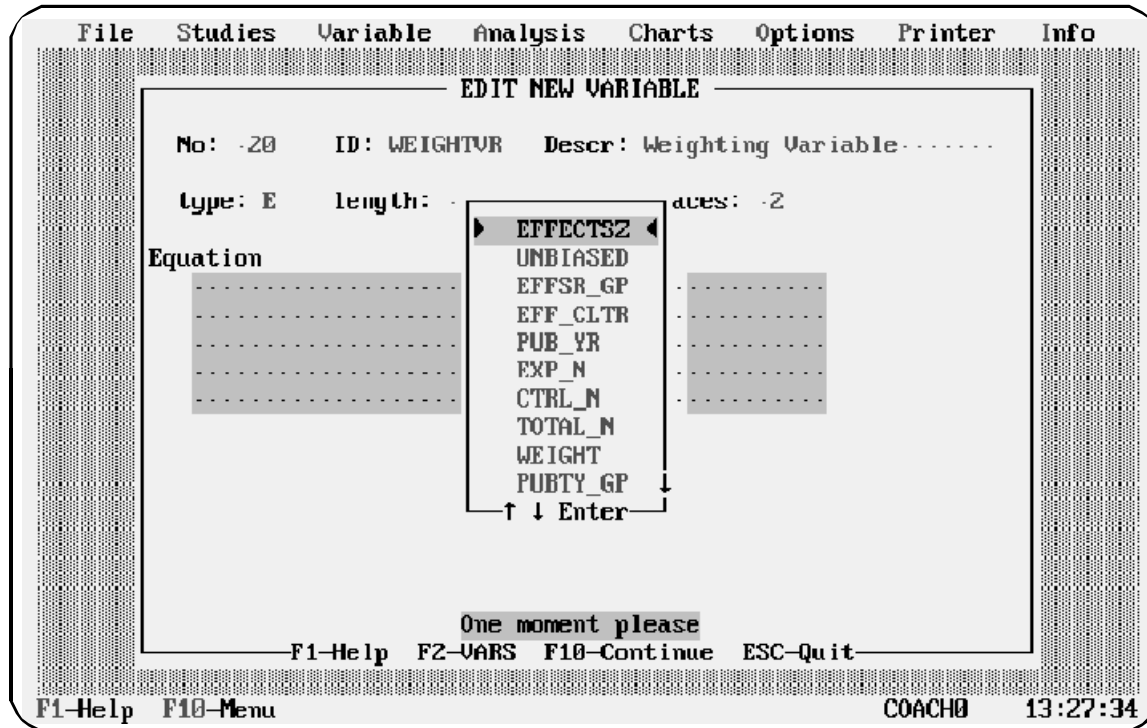 File Studies Variable Analysis Charts Options Printer Info
EDIT NEW VARIABLE
No: 20 ID: WEIGHTVR Descr: Weighting Variable
type: E length: aces: 2
EFFECTSZ
Equation UNBIASED
EFFSR_GP
EFF_CLTR
PUB_YR
EXP_N
CTRL_N
TOTAL_N
WEIGHT
PUBTY_GP ↓
↑ ↓ Enter
One moment please
F1-Help F2-VARS F10-Continue ESC-Quit
F1-Help F10-Menu COACH0 13:27:34